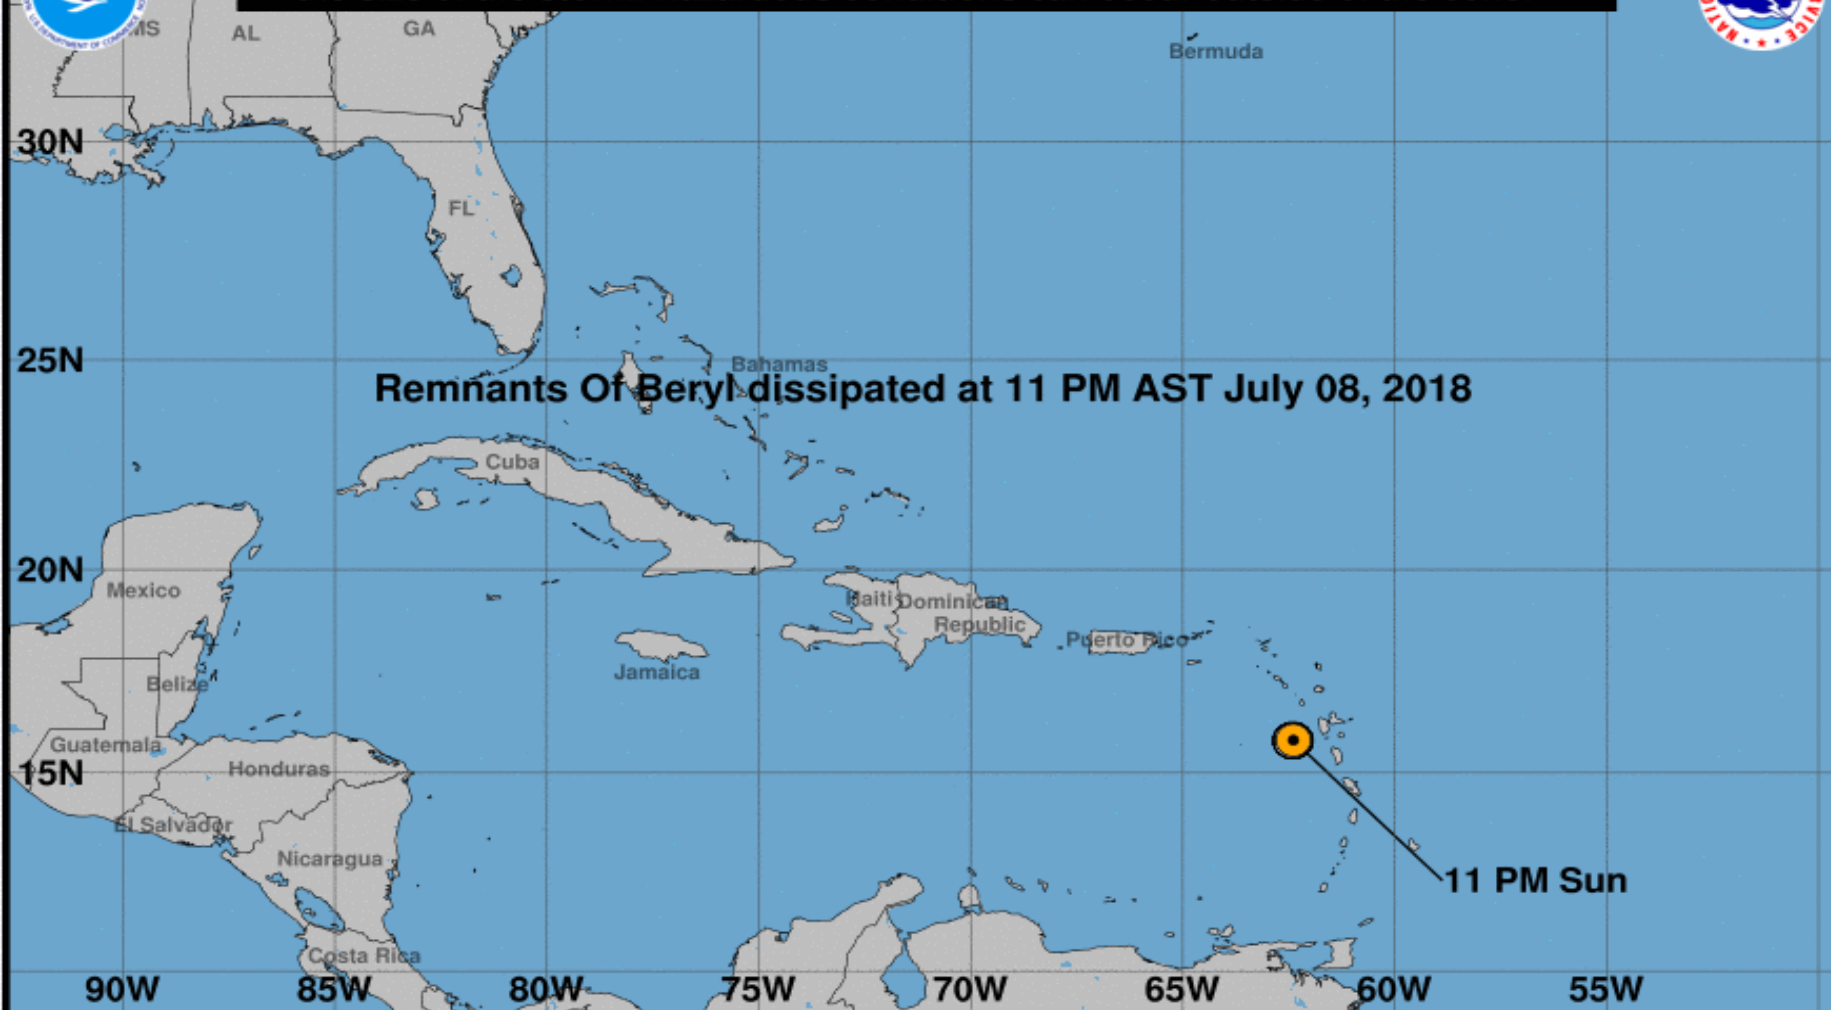 MS
AL
GA
Bermuda
30N
FL
25N
Bahamas
Remnants Of Beryl dissipated at 11 PM AST July 08, 2018
Cuba
20N
Mexico
Haiti
Dominican
Republic
Puerto Rico
Jamaica
Belize
Guatemala
15N
Honduras
El Salvador
Nicaragua
11 PM Sun
Costa Rica
90W
85W
80W
75W
70W
65W
60W
55W